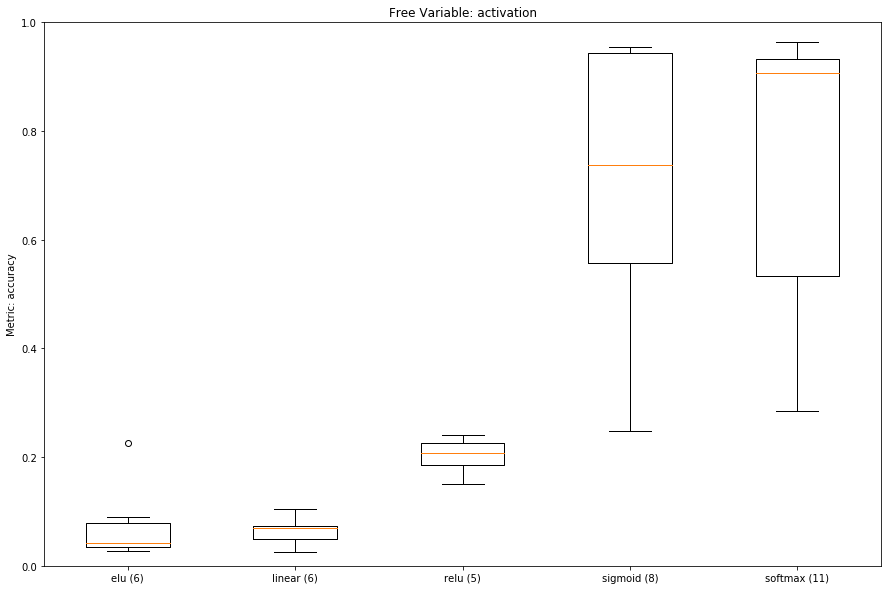 Free Variable: activation
Metric: accuracy
1.0
0.8
0.6
0.4
0.2
0.0
elu (6) linear (6) relu (5) sigmoid (8) softmax (11)